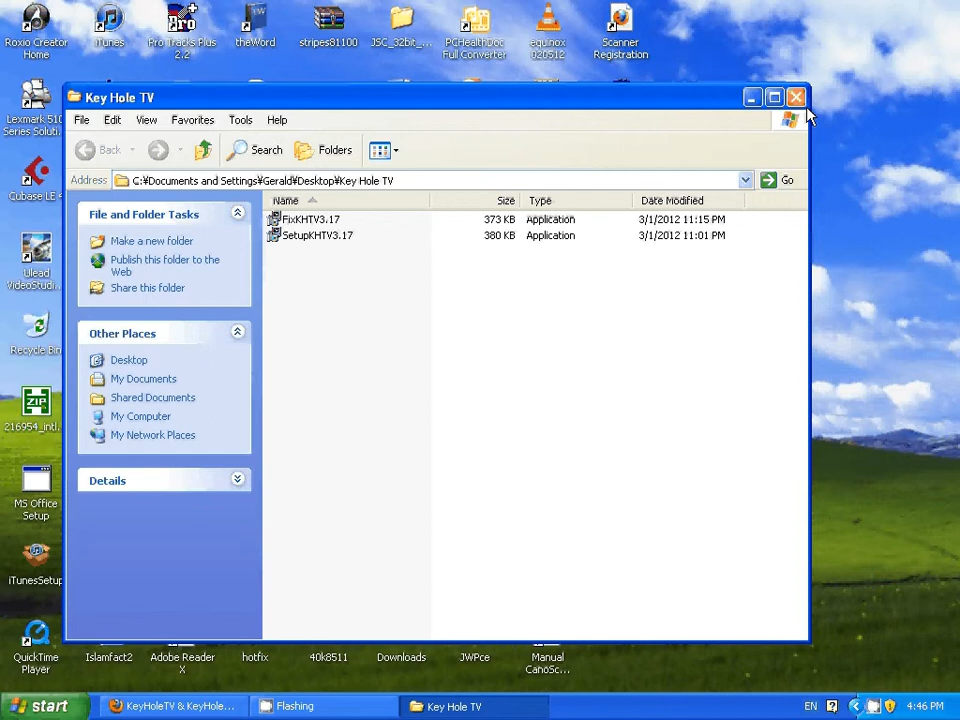 Roxio Creator
Home
iTunes
Pro Tracks Plus
2.2
theWord
stripes81100
JSC_32bit_...
PCHealthDoc
Full Converter
equinox
020512
Scanner
Registration
Key Hole TV
File Edit View Favorites Tools Help
Back Search Folders
Address C:¥Documents and Settings¥Gerald¥Desktop¥Key Hole TV Go
Name Size Type Date Modified
FixKHTV3.17 373 KB Application 3/1/2012 11:15 PM
SetupKHTV3.17 380 KB Application 3/1/2012 11:01 PM
File and Folder Tasks
Make a new folder
Publish this folder to the
Web
Share this folder
Other Places
Desktop
My Documents
Shared Documents
My Computer
My Network Places
Details
Lexmark 510
Series Soluti..
Cubase LE 4
Ulead
VideoStudi..
Recycle Bin
ZIP
216954_intl.
MS Office
Setup
iTunesSetup
QuickTime
Player
Islamfact2
Adobe Reader
X
hotfix
40k8511
Downloads
JWPce
Manual
CanoSc...
start
KeyHoleTV & KeyHole...
Flashing
Key Hole TV
EN
4:46 PM